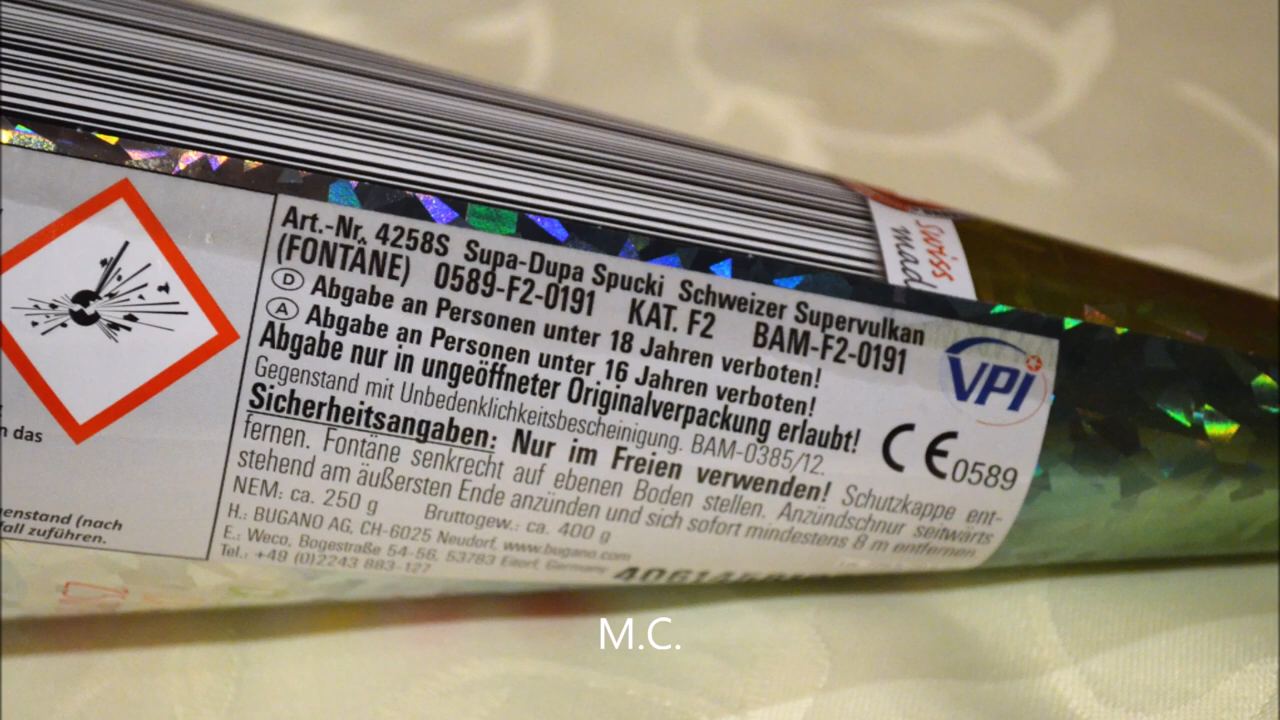 Art.-Nr. 4258S Supa-Dupa Spucki Schweizer Supervulkan
(FONTÄNE) 0589-F2-0191 KAT. F2 BAM-F2-0191
D Abgabe an Personen unter 18 Jahren verboten!
A Abgabe an Personen unter 16 Jahren verboten!
Abgabe nur in ungeöffneter Originalverpackung erlaubt!
Gegenstand mit Unbedenklichkeitsbescheinigung. BAM-0385/12.
Sicherheitsangaben: Nur im Freien verwenden! Schutzkappe ent-
fernen. Fontäne senkrecht auf ebenen Boden stellen. Anzündschnur seitwärts
stehend am äußersten Ende anzünden und sich sofort mindestens 8 m entfernen
NEM: ca. 250 g Bruttogew.: ca. 400 g
H.: BUGANO AG, CH-6025 Neudorf, www.bugano.com
E.: Weco, Bogestraße 54-56, 53783 Eitorf, Germany
Tel.: +49 (0)2243 883-127
VPI
CE 0589
swiss
das
(nach
zuführen.
M.C.